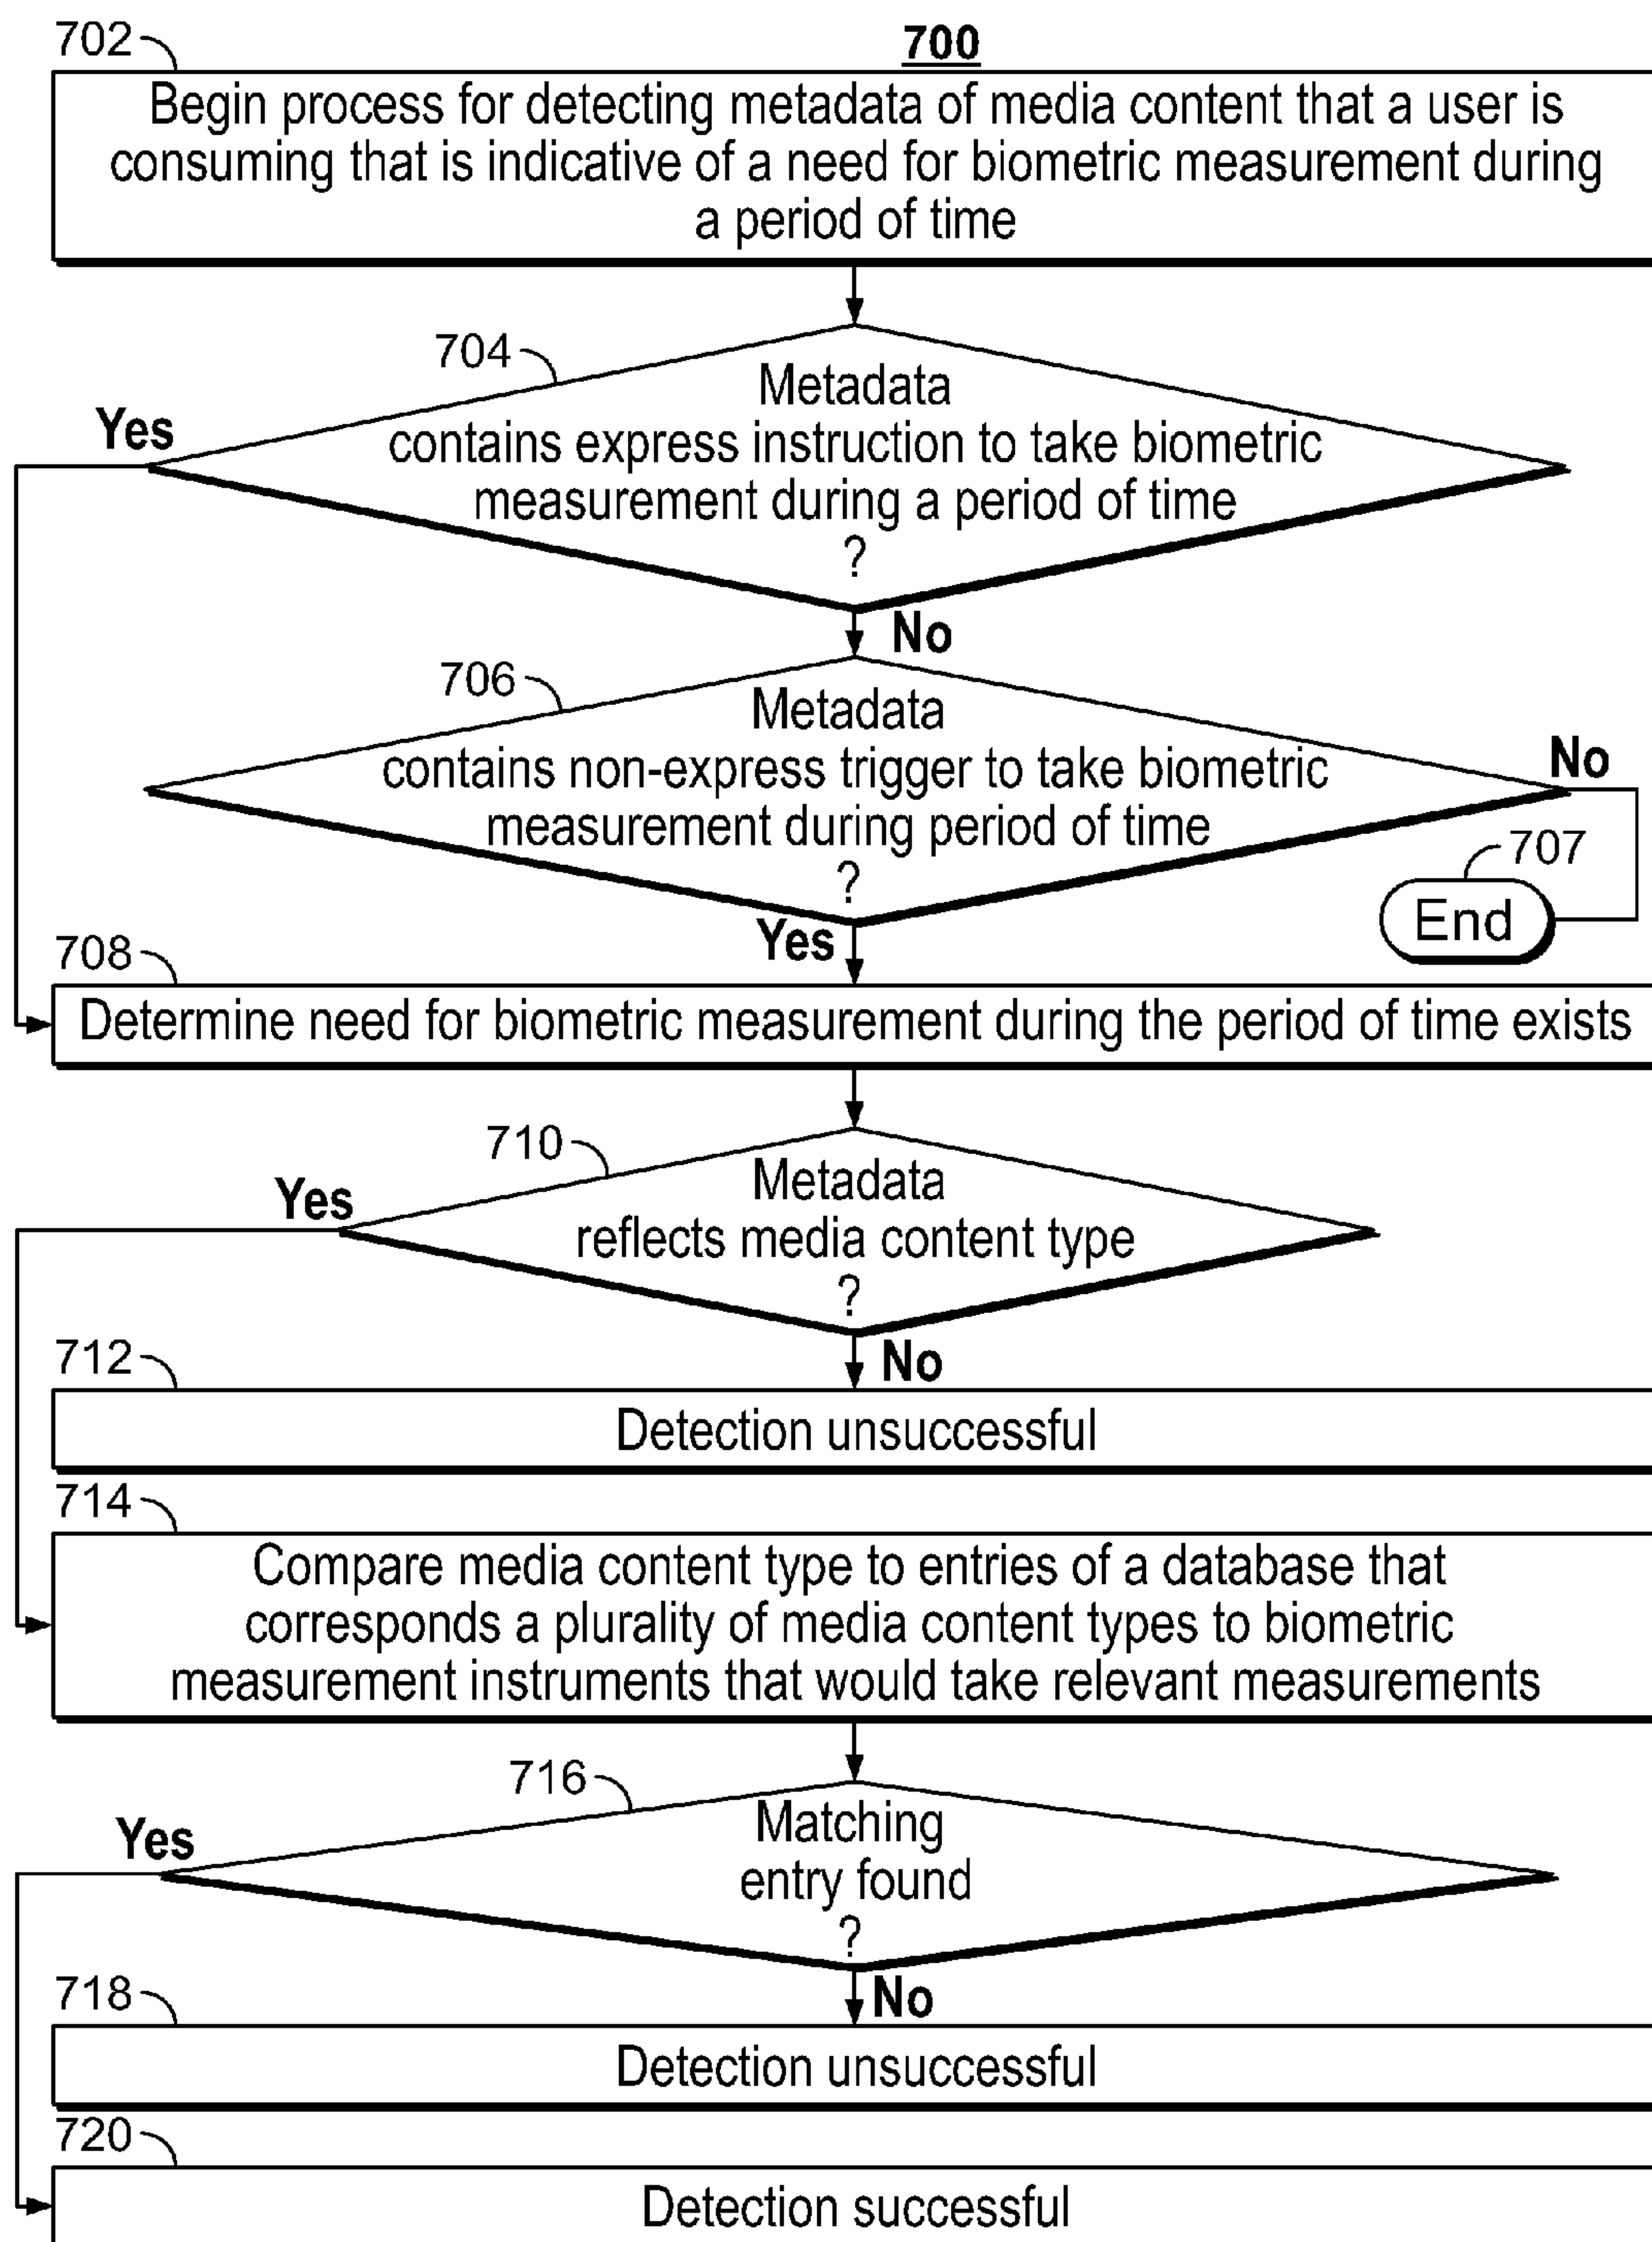 702
700
Begin process for detecting metadata of media content that a user is
consuming that is indicative of a need for biometric measurement during
a period of time
704
Metadata
Yes
contains express instruction to take biometric
measurement during a period of time
?
No
706
Metadata
No
contains non-express trigger to take biometric
measurement during period of time
?
707
End
Yes
708
Determine need for biometric measurement during the period of time exists
710
Metadata
Yes
reflects media content type
?
No
712
Detection unsuccessful
714
Compare media content type to entries of a database that
corresponds a plurality of media content types to biometric
measurement instruments that would take relevant measurements
716
Matching
Yes
entry found
?
No
718
Detection unsuccessful
720
Detection successful